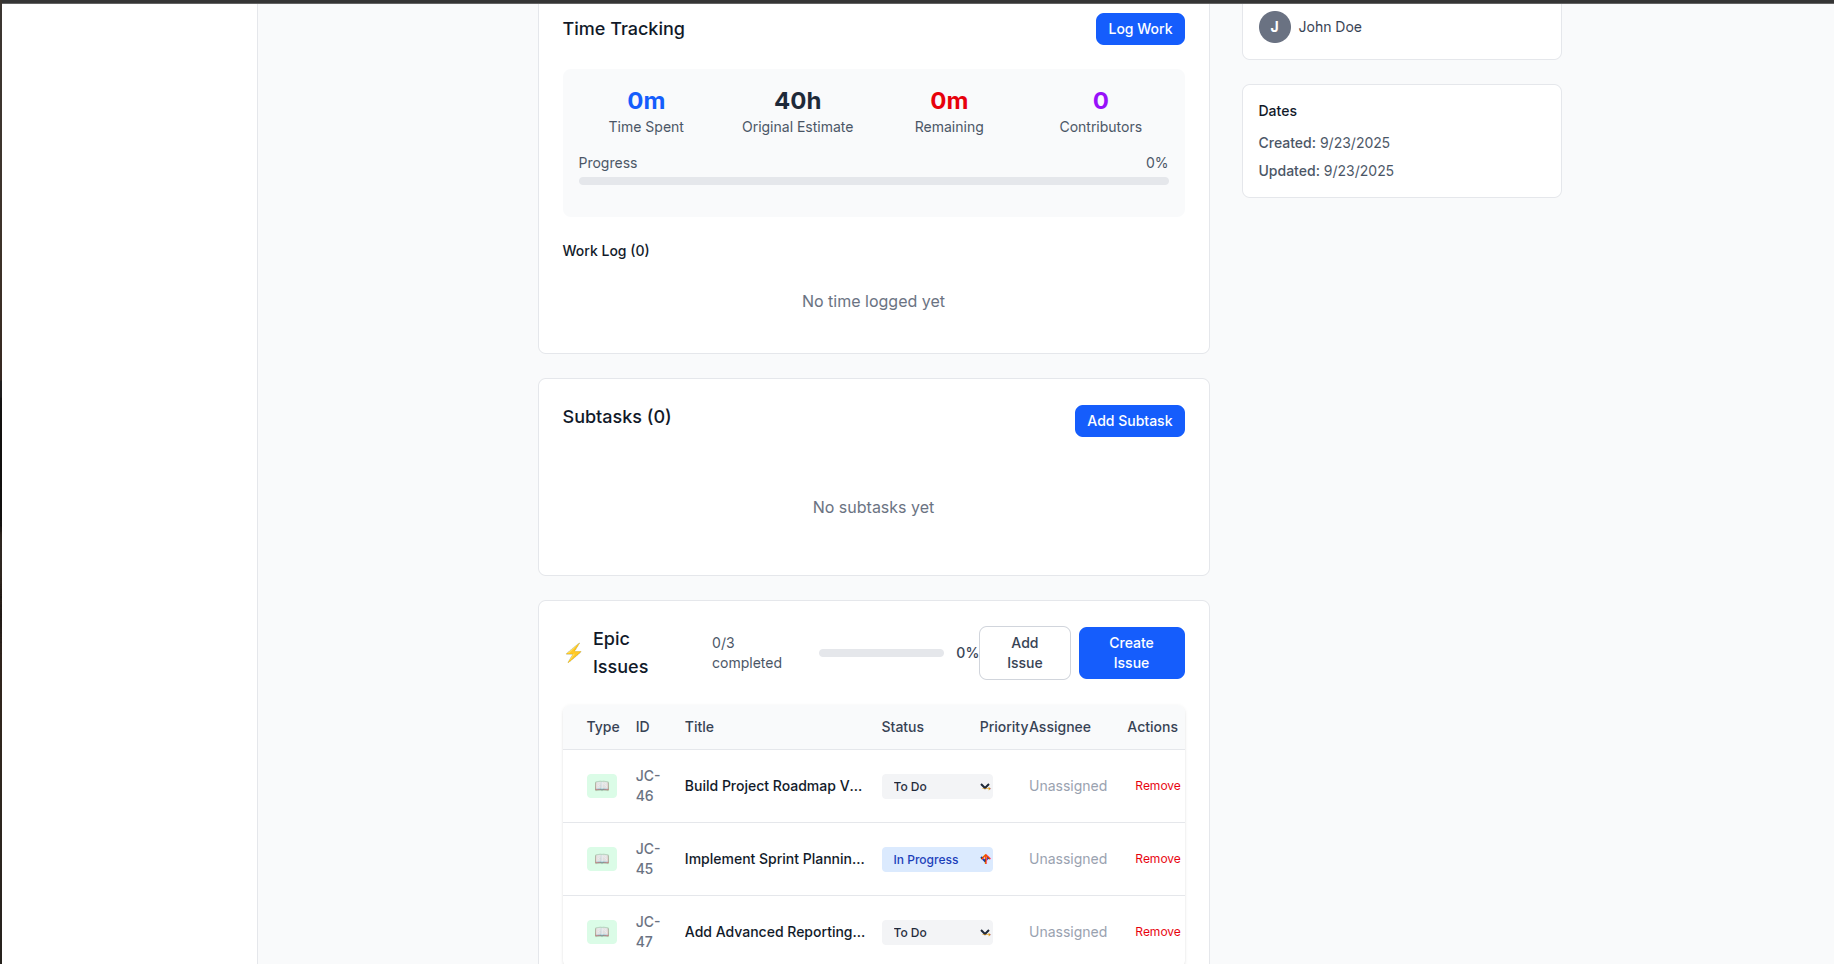 Time Tracking
Log Work
0m
Time Spent
40h
Original Estimate
0m
Remaining
0
Contributors
Progress
0%
Work Log (0)
No time logged yet
Subtasks (0)
Add Subtask
No subtasks yet
Epic
Issues
0/3
completed
0%
Add
Issue
Create
Issue
Type ID Title Status Priority Assignee Actions
JC-
46
Build Project Roadmap V...
To Do
Unassigned
Remove
JC-
45
Implement Sprint Plannin...
In Progress
Unassigned
Remove
JC-
47
Add Advanced Reporting...
To Do
Unassigned
Remove
J
John Doe
Dates
Created: 9/23/2025
Updated: 9/23/2025